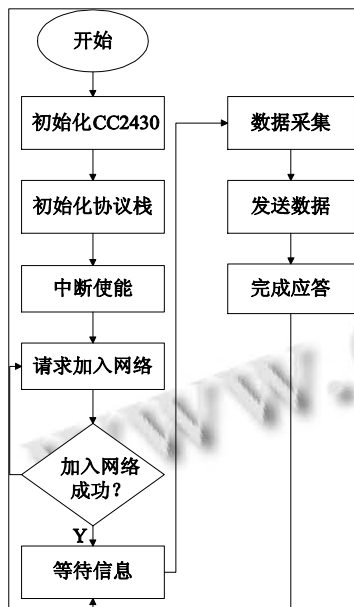 开始
初始化CC2430
初始化协议栈
中断使能
请求加入网络
加入网络
成功？
Y
等待信息
数据采集
发送数据
完成应答
www.